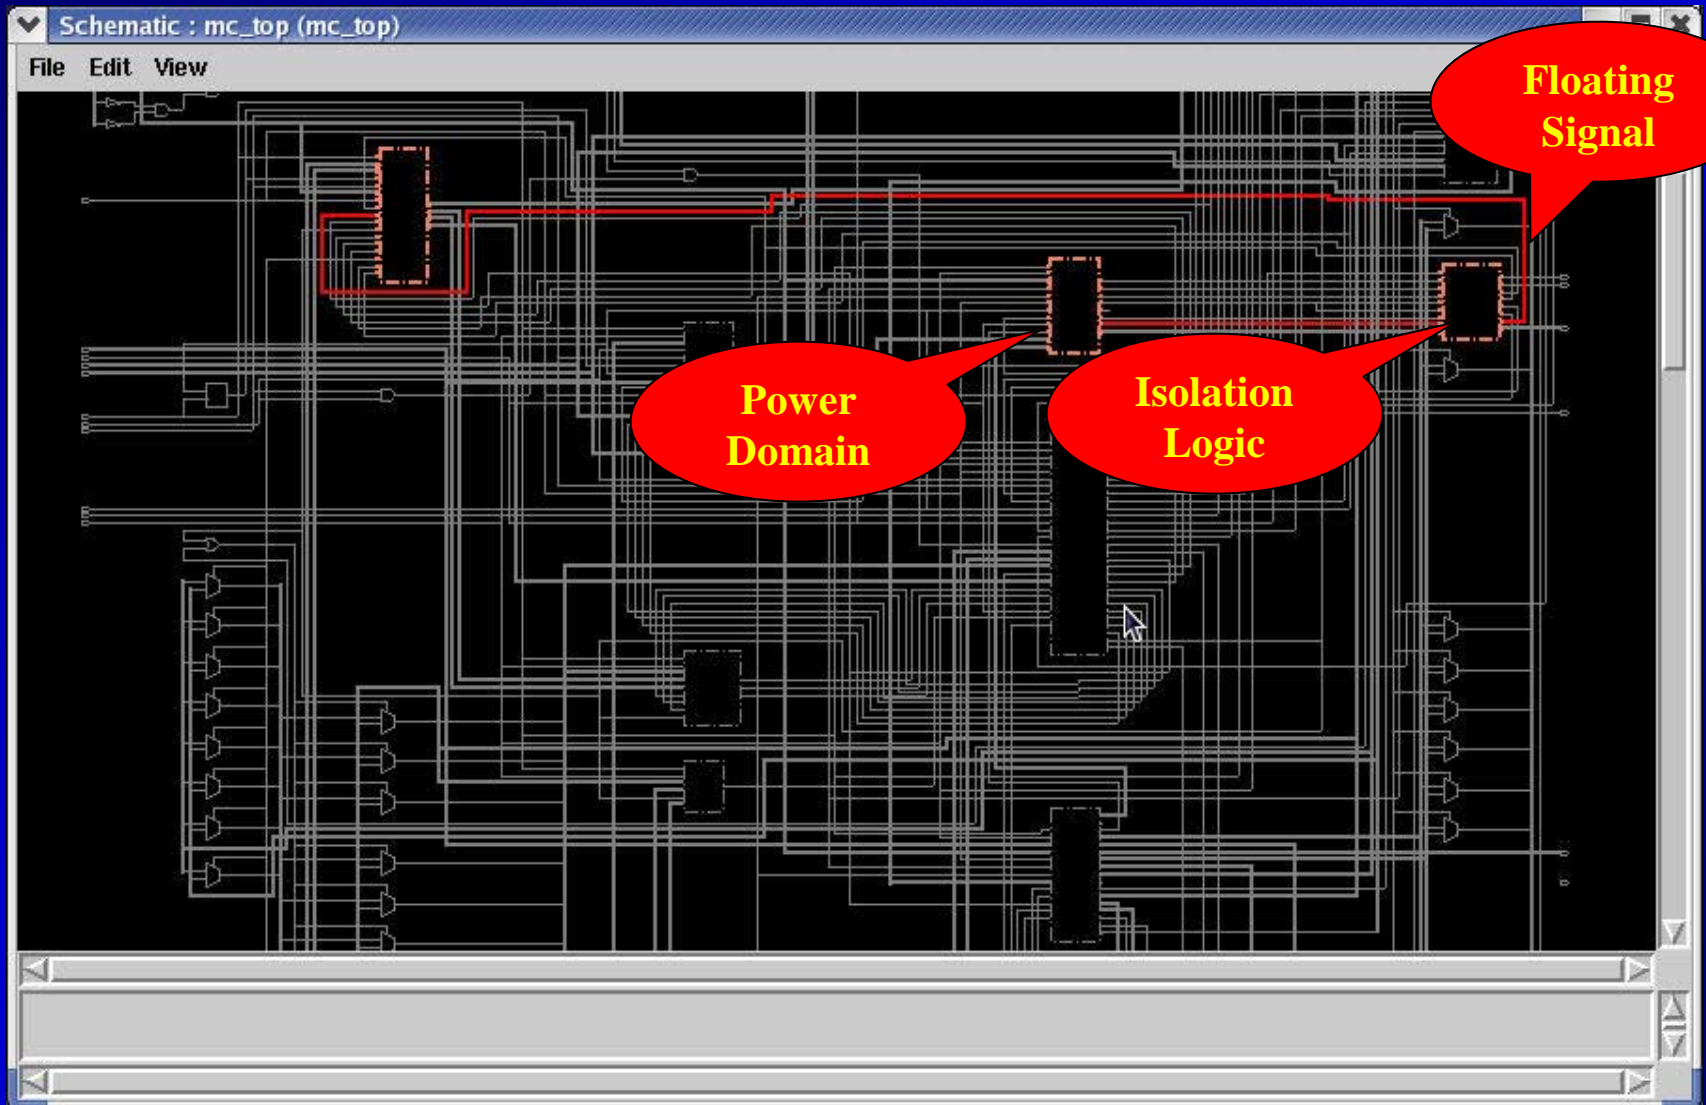 Schematic : mc_top (mc_top)
File Edit View
Floating
Signal
Power
Domain
Isolation
Logic